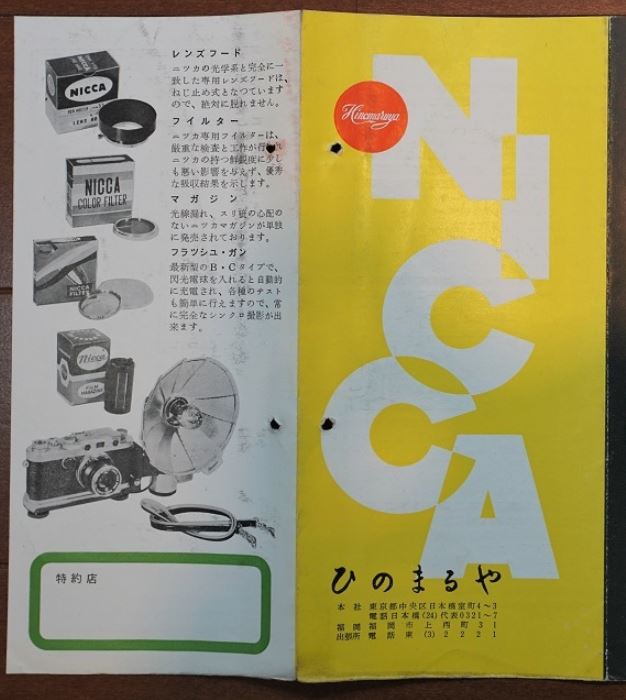 レンズフード
ニツカの光学系と完全に一
致した専用レンズフードは、
ねじ止め式となつています
ので、絶対に脱れません。
フイルター
ニツカ専用フイルターは、
厳重な検査と工作が行
ニツカの持つ鮮鋭度に少し
も悪い影響を与えず、優秀
な吸収結果を示します。
マガジン
光線漏れ、スリ疵の心配の
ないニツカマガジンが単独
に発売されております。
フラツシユ・ガン
最新型のB・Cタイプで、
閃光電球を入れると自動的
に充電され、各種のテスト
も簡単に行えますので、常
に完全なシンクロ撮影が出
来ます。
NICCA
LENS
NICCA
COLOR FILTER
NICCA
FILTER
Nicca
FILM
MAGAZINE
特約店
Hinomaruya
NICCA
ひのまるや
本社 東京都中央区日本橋室町4～3
電話日本橋(24)代表0321～7
福岡 福岡市上西町31
出張所 電話東(3)2221